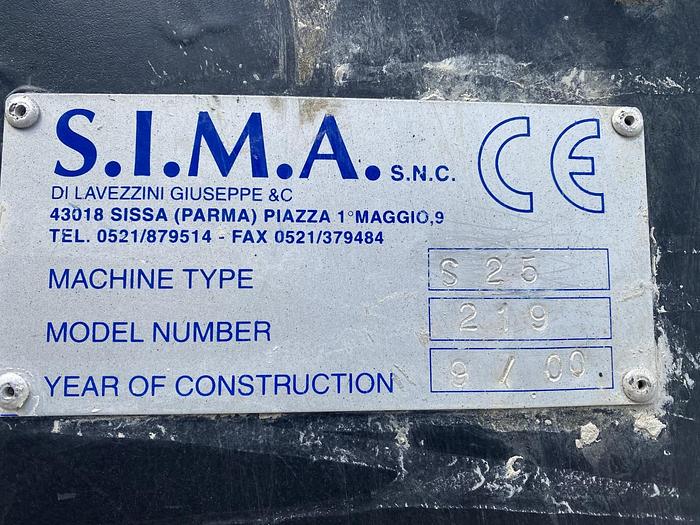 S.I.M.A. S.N.C. CE
DI LAVEZZINI GIUSEPPE &C
43018 SISSA (PARMA) PIAZZA 1°MAGGIO,9
TEL. 0521/879514 - FAX 0521/379484
MACHINE TYPE S 25
MODEL NUMBER 219
YEAR OF CONSTRUCTION 9 / 00